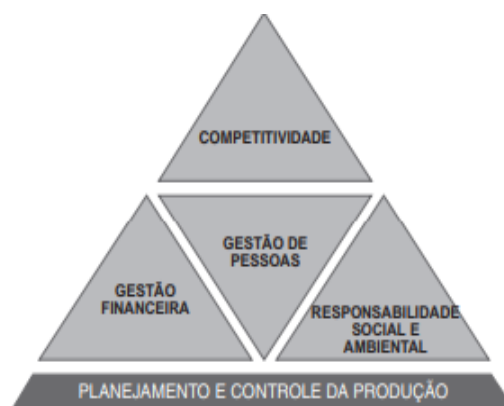 COMPETITIVIDADE
GESTÃO DE
PESSOAS
GESTÃO
FINANCEIRA
RESPONSABILIDADE
SOCIAL E
AMBIENTAL
PLANEJAMENTO E CONTROLE DA PRODUÇÃO